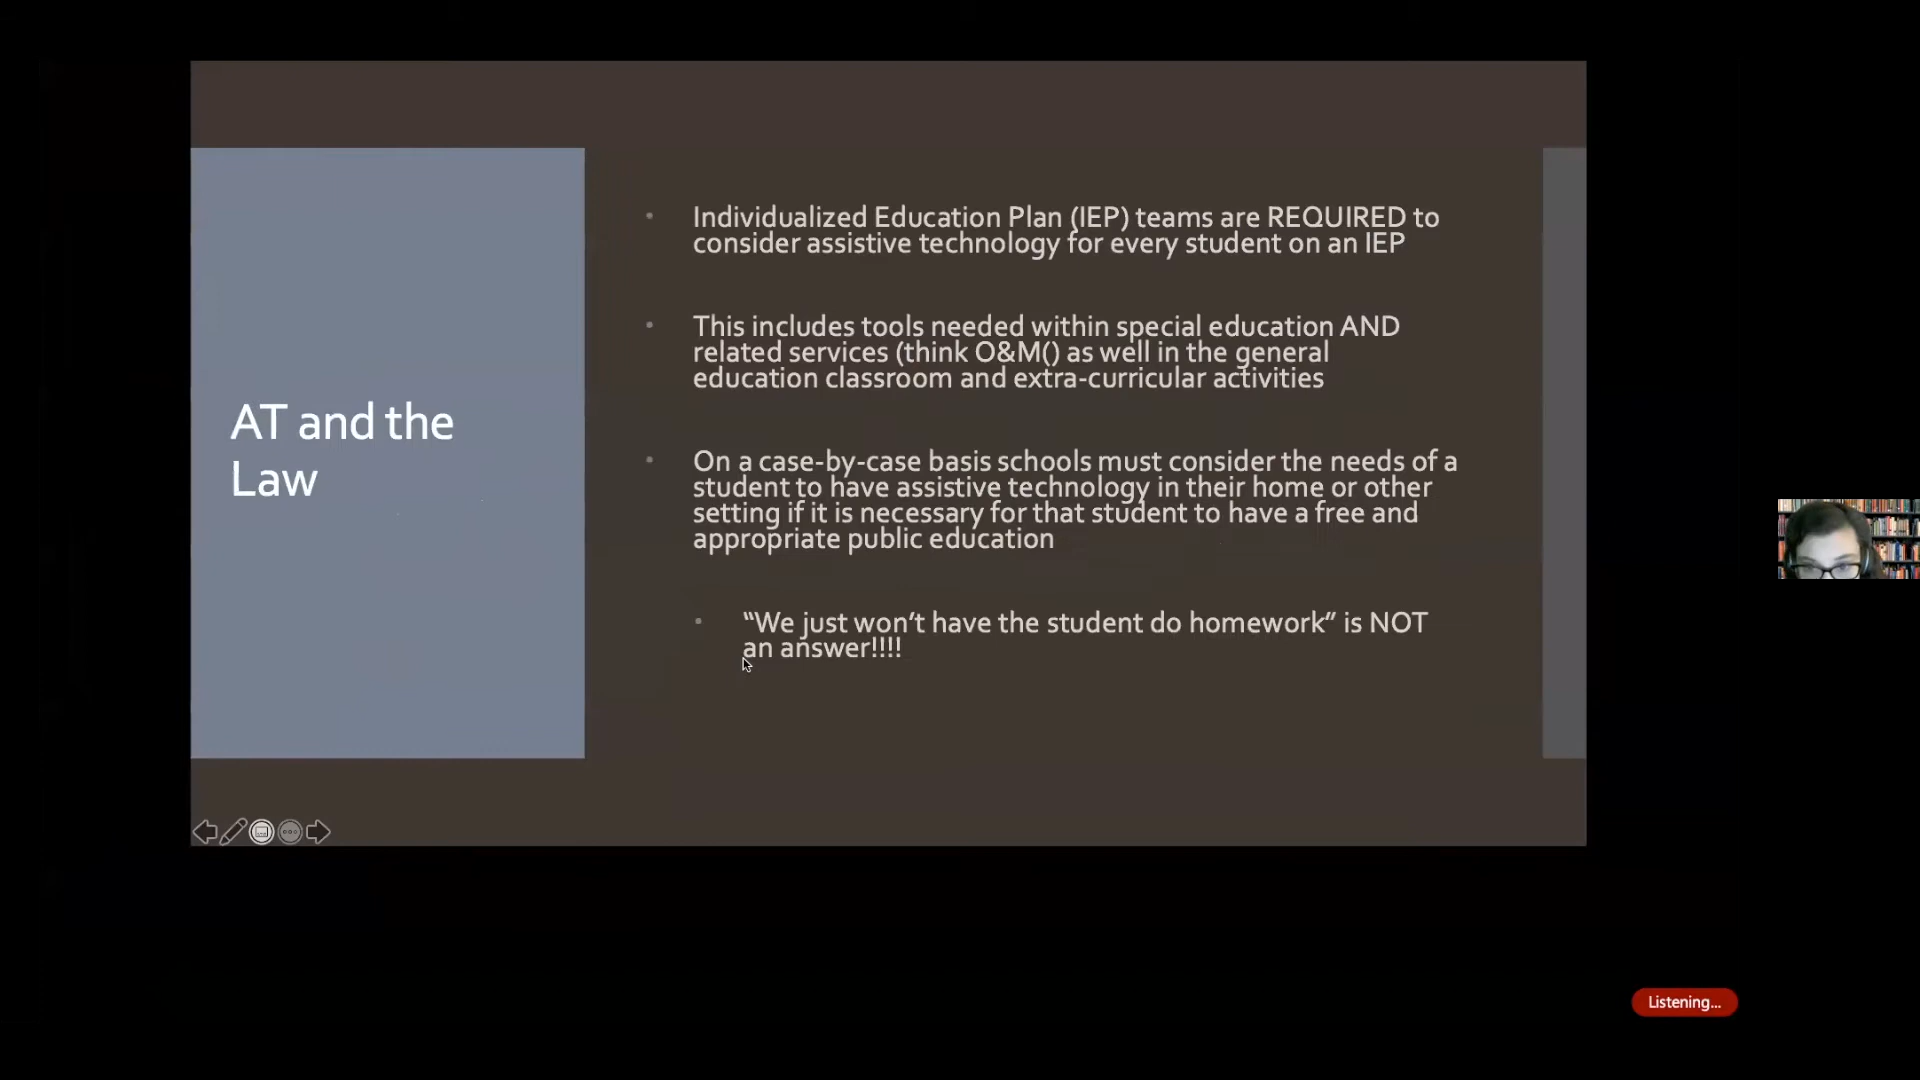 AT and the
Law
Individualized Education Plan (IEP) teams are REQUIRED to
consider assistive technology for every student on an IEP
This includes tools needed within special education AND
related services (think O&M() as well in the general
education classroom and extra-curricular activities
On a case-by-case basis schools must consider the needs of a
student to have assistive technology in their home or other
setting if it is necessary for that student to have a free and
appropriate public education
“We just won’t have the student do homework” is NOT
an answer!!!!
Listening...